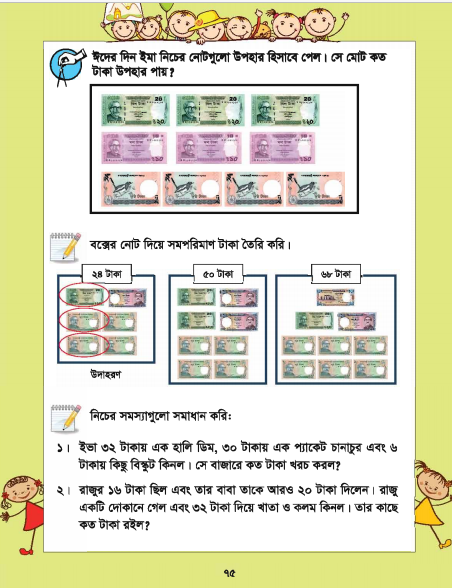 ঈদের দিন ইমা নিচের নোটগুলো উপহার হিসাবে পেল। সে মোট কত
টাকা উপহার পায়?
বক্সের নোট দিয়ে সমপরিমাণ টাকা তৈরি করি।
২৪ টাকা
৫০ টাকা
৬৮ টাকা
উদাহরণ
নিচের সমস্যাগুলো সমাধান করি:
১। ইভা ৩২ টাকায় এক হালি ডিম, ৩০ টাকায় এক প্যাকেট চানাচুর এবং ৬
টাকায় কিছু বিস্কুট কিনল। সে বাজারে কত টাকা খরচ করল?
২। রাজুর ১৬ টাকা ছিল এবং তার বাবা তাকে আরও ২০ টাকা দিলেন। রাজু
একটি দোকানে গেল এবং ৩২ টাকা দিয়ে খাতা ও কলম কিনল। তার কাছে
কত টাকা রইল?
৭৫